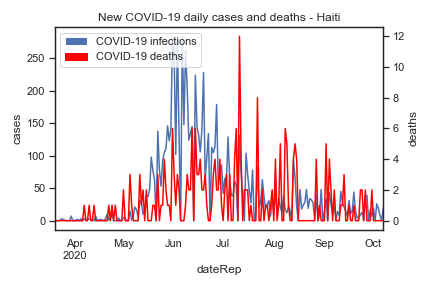 New COVID-19 daily cases and deaths - Haiti
COVID-19 infections
COVID-19 deaths
cases
250
200
150
100
50
0
deaths
12
10
8
6
4
2
0
Apr May Jun Jul Aug Sep Oct
2020
dateRep